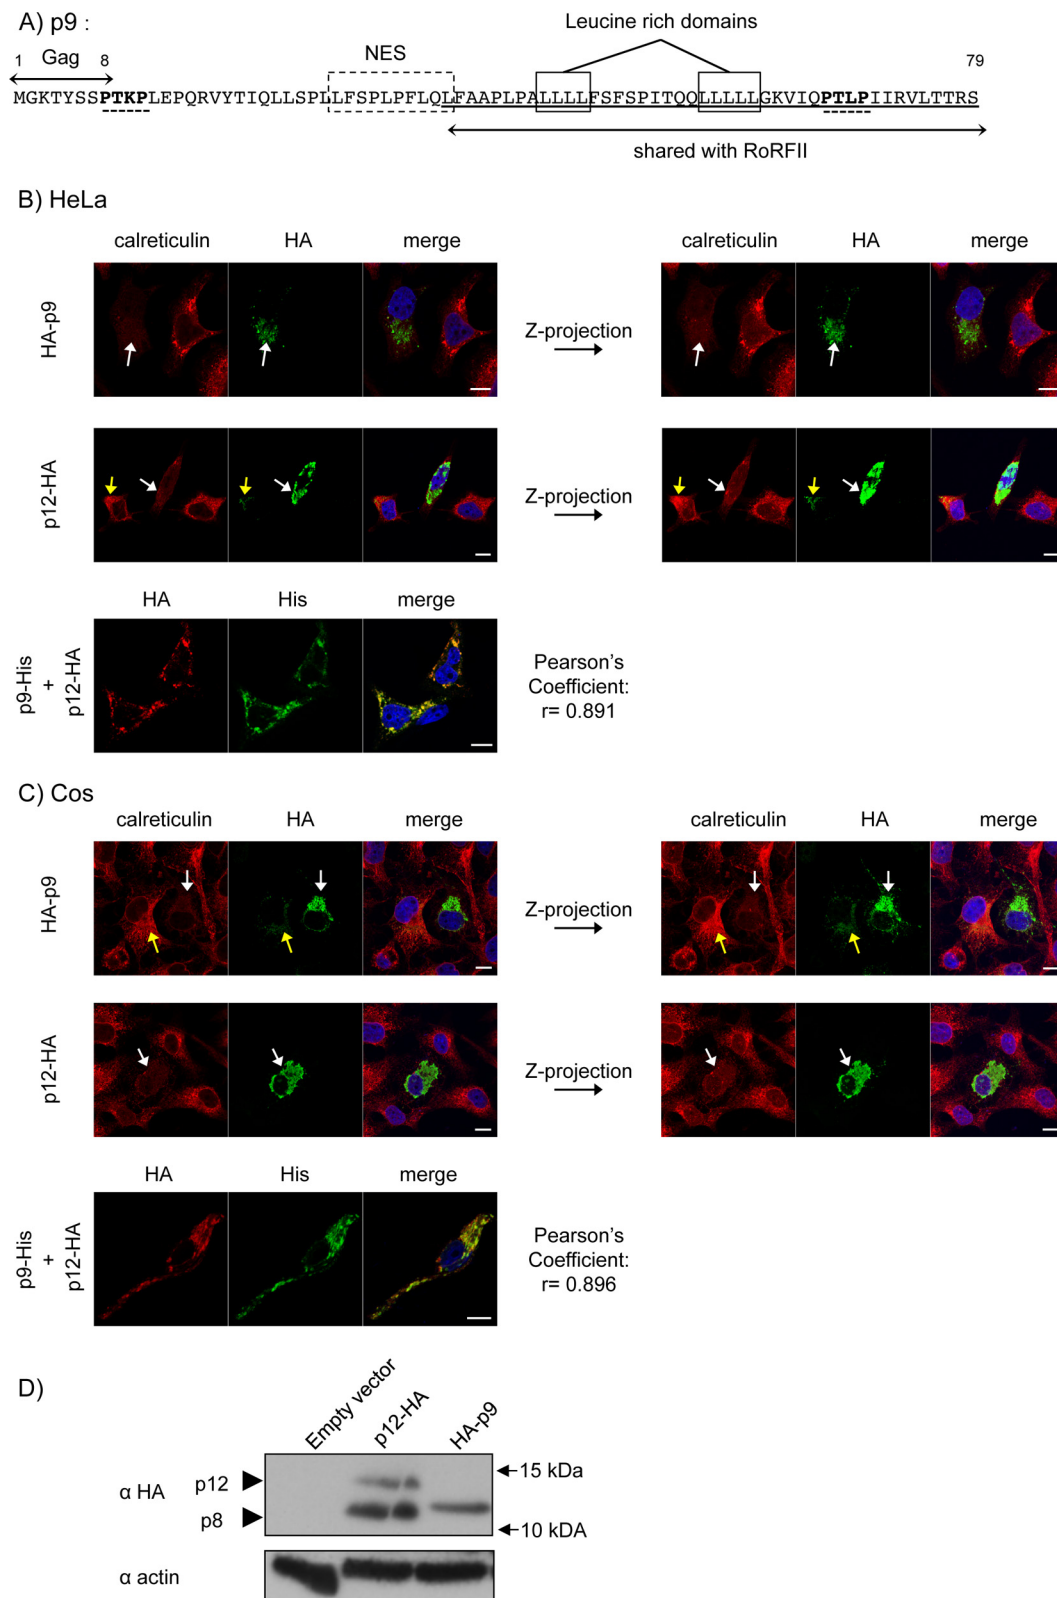 A) p9 :
Leucine rich domains
1 Gag 8 NES 79
MGKTYSSPTKPLEPQRVYTIQLLSPLLFSPLPFLQLFAAPLPALLLLFSFSPITQQLLLLLGKVIQPTLPIIRVLTTRS
shared with RoRFII
B) HeLa
calreticulin HA merge calreticulin HA merge
HA-p9
Z-projection
p12-HA
Z-projection
HA His merge
p9-His + p12-HA
Pearson's
Coefficient:
r= 0.891
C) Cos
calreticulin HA merge calreticulin HA merge
HA-p9
Z-projection
p12-HA
Z-projection
HA His merge
p9-His + p12-HA
Pearson's
Coefficient:
r= 0.896
D)
Empty vector p12-HA HA-p9
15 kDa
α HA p12
p8
10 kDA
α actin